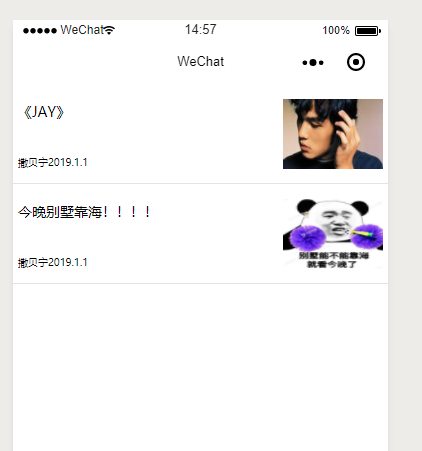 ●●●●● WeChat 14:57 100%
WeChat
《JAY》
撒贝宁2019.1.1
今晚别墅靠海！！！！
撒贝宁2019.1.1
别墅能不能靠海
就看今晚了